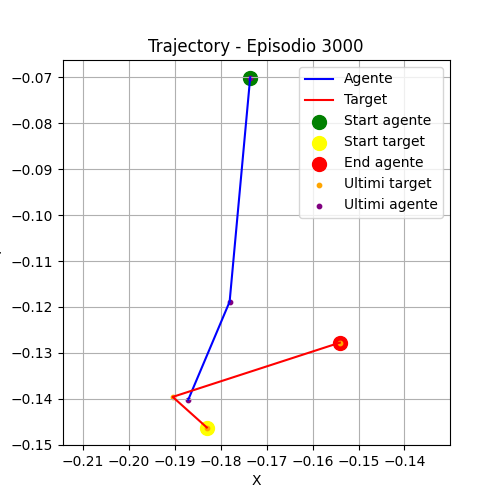 Trajectory - Episodio 3000
Agente
Target
Start agente
Start target
End agente
Ultimi target
Ultimi agente
−0.07
−0.08
−0.09
−0.10
−0.11
−0.12
−0.13
−0.14
−0.15
−0.21 −0.20 −0.19 −0.18 −0.17 −0.16 −0.15 −0.14
X